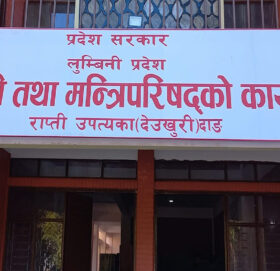 प्रदेश सरकार
लुम्बिनी प्रदेश
तथा मन्त्रिपरिषद्को
राप्ती उपत्यका(देउखुरी)दाङ